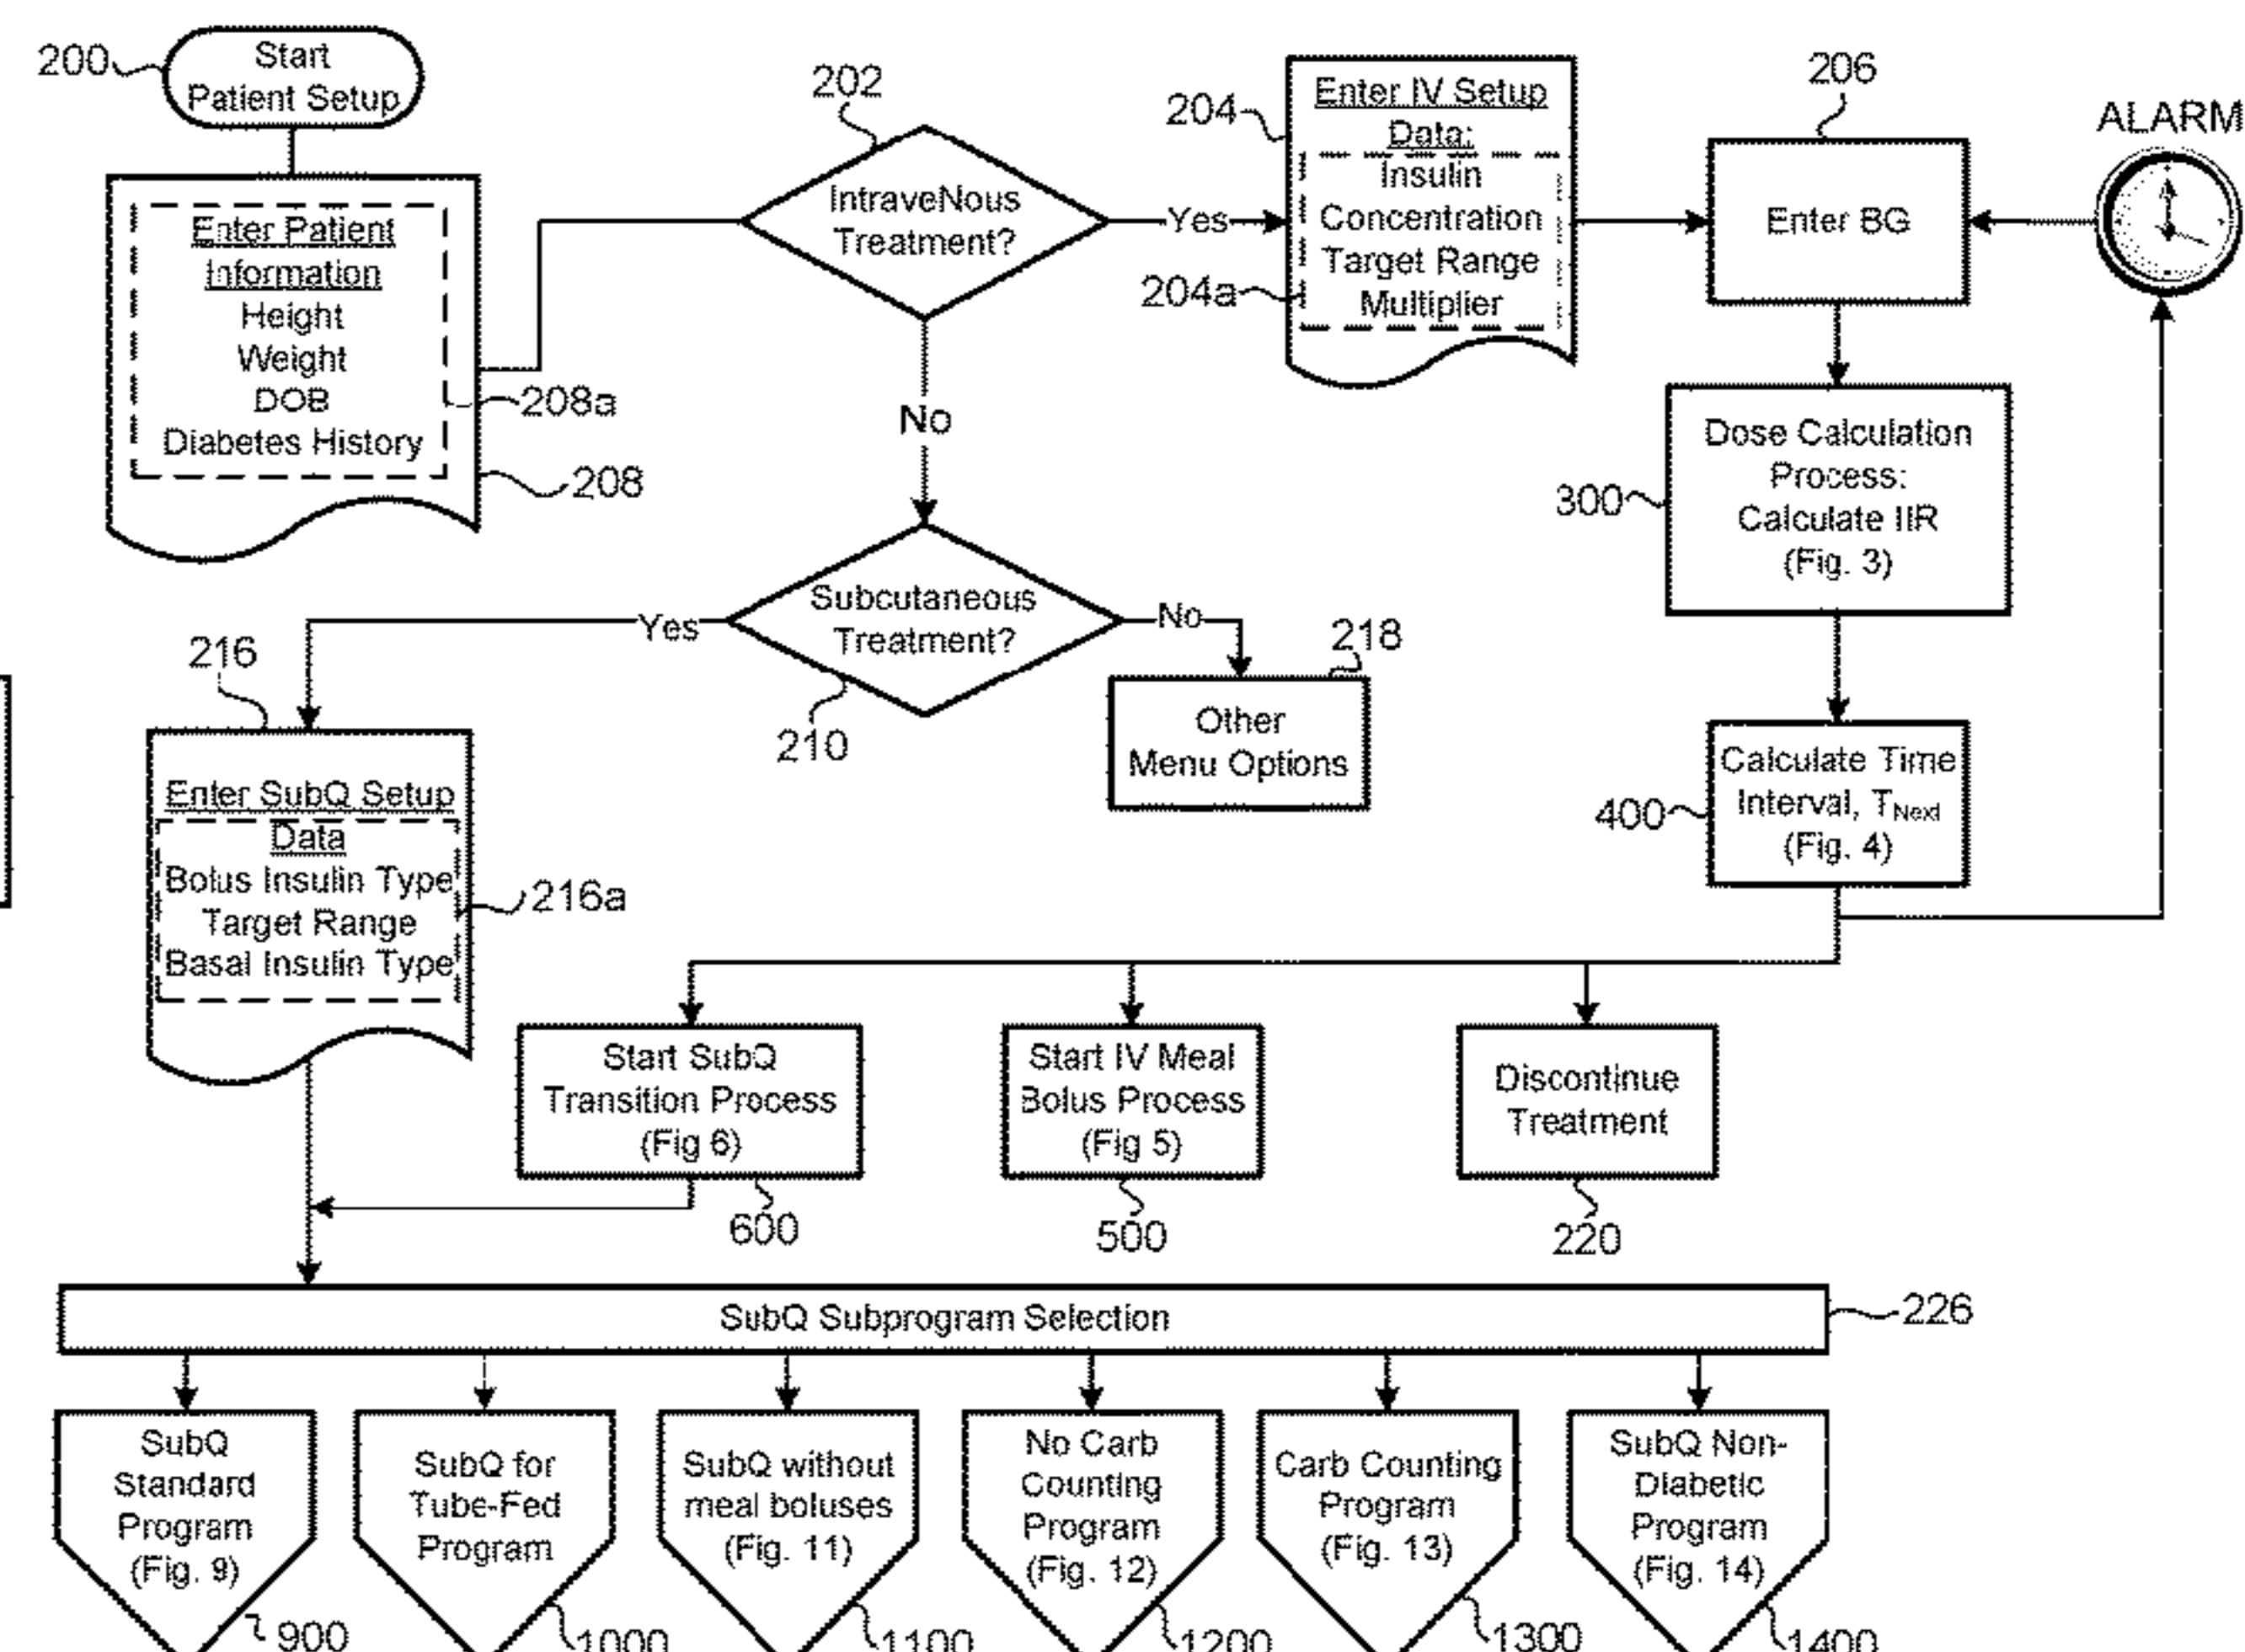 200
Start
Patient Setup
Enter Patient
Information
Height
Weight
DOB
Diabetes History
208a
208
202
IntraveNous
Treatment?
Yes
No
204
Enter IV Setup
Data:
Insulin
Concentration
Target Range
Multiplier
204a
206
Enter BG
ALARM
300
Dose Calculation
Process:
Calculate IIR
(Fig. 3)
400
Calculate Time
Interval, TNext
(Fig. 4)
Subcutaneous
Treatment?
210
Yes
No
218
Other
Menu Options
216
Enter SubQ Setup
Data
Bolus Insulin Type
Target Range
Basal Insulin Type
216a
Start SubQ
Transition Process
(Fig 6)
600
Start IV Meal
Bolus Process
(Fig 5)
500
Discontinue
Treatment
220
SubQ Subprogram Selection
226
SubQ
Standard
Program
(Fig. 9)
900
SubQ for
Tube-Fed
Program
1000
SubQ without
meal boluses
(Fig. 11)
1100
No Carb
Counting
Program
(Fig. 12)
1200
Carb Counting
Program
(Fig. 13)
1300
SubQ Non-
Diabetic
Program
(Fig. 14)
1400